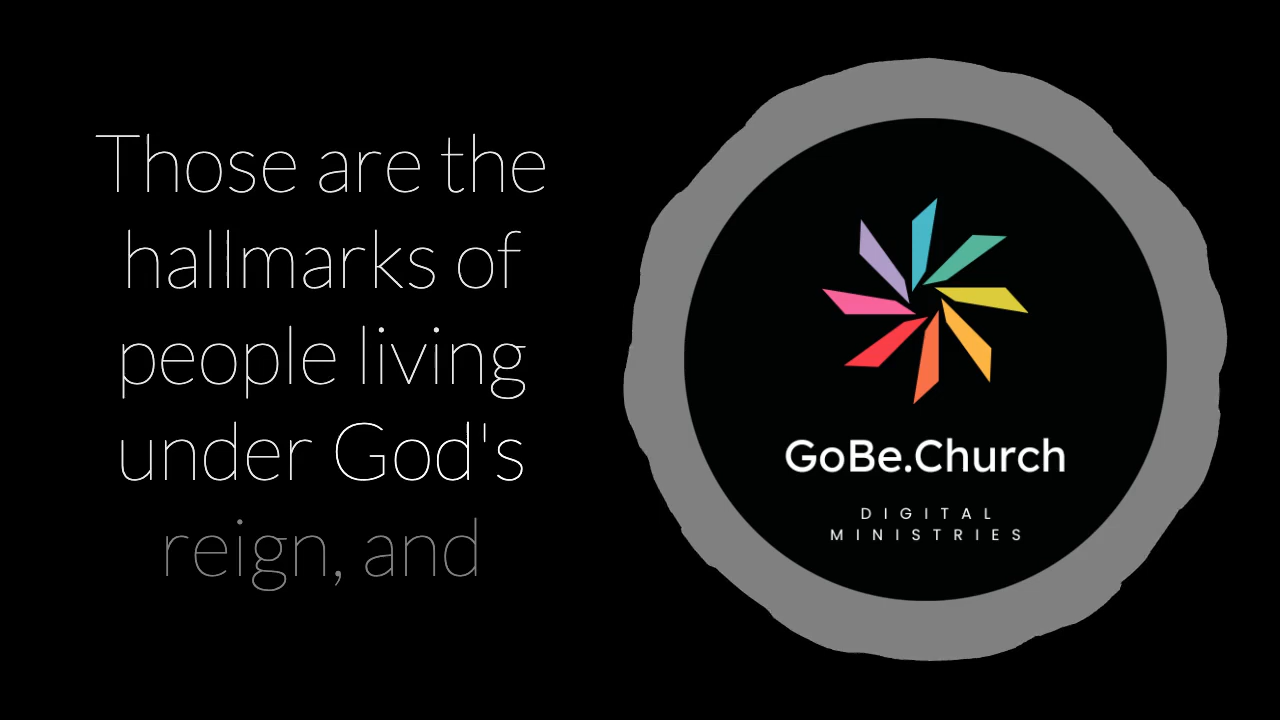 Those are the
hallmarks of
people living
under God's
reign, and
GoBe.Church
DIGITAL
MINISTRIES